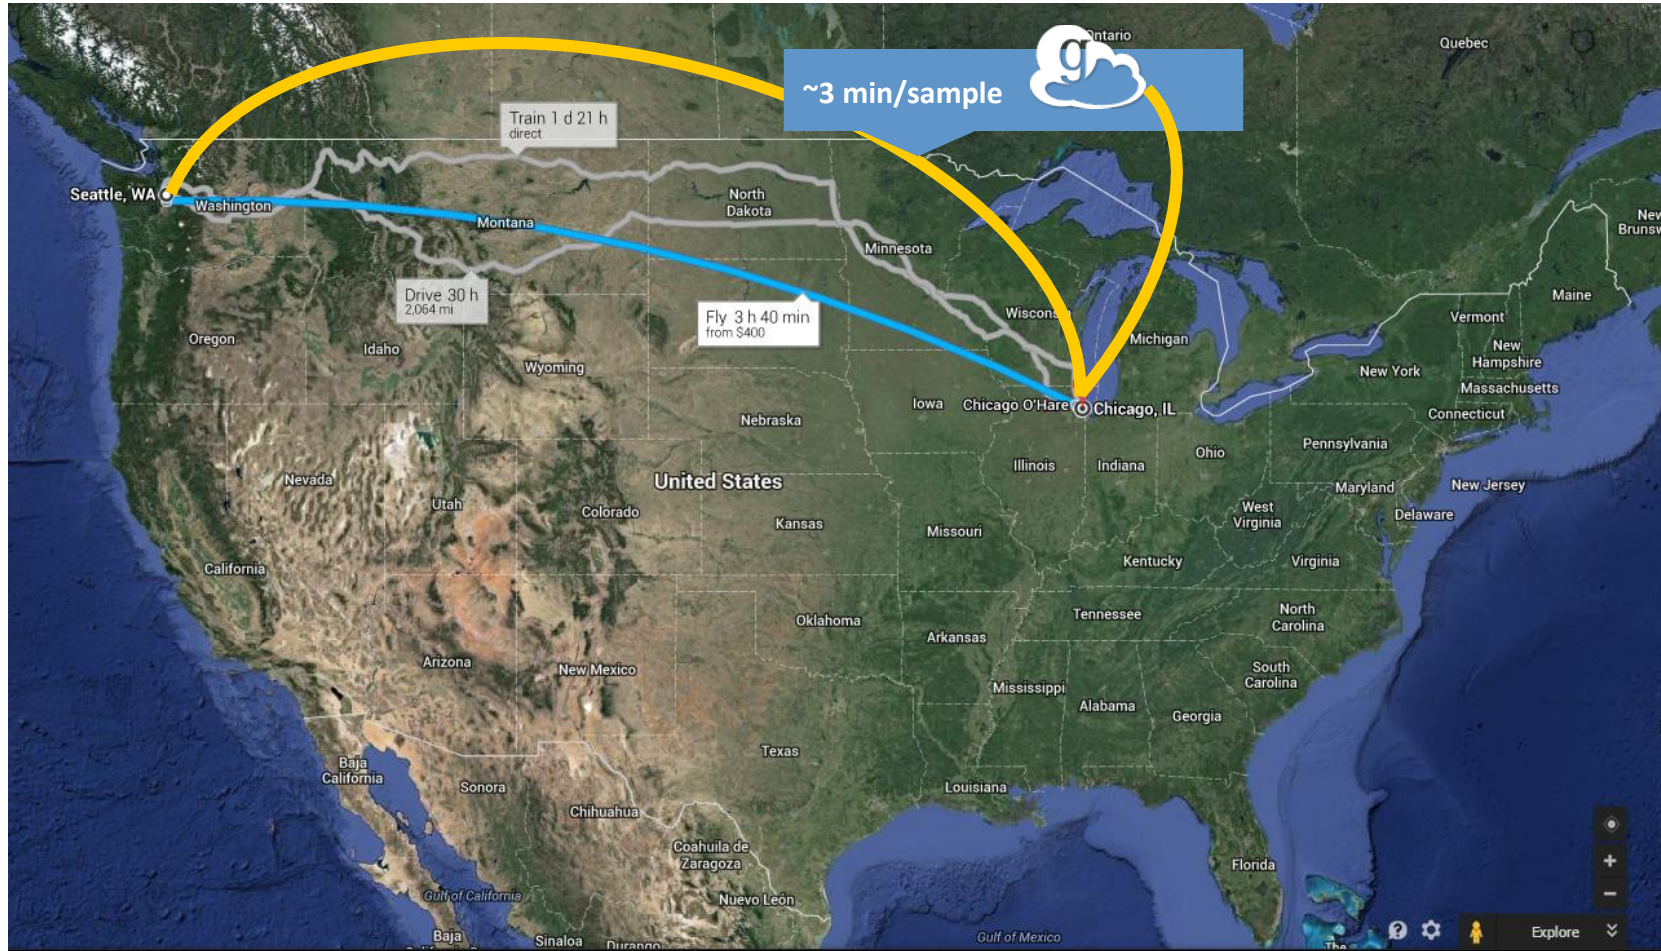 Ontario
Quebec
g
~3 min/sample
Train 1 d 21 h
direct
Seattle, WA
Washington
North
Dakota
Montana
New
Minnesota
Drive 30 h
2,064 mi
Fly 3 h 40 min
from $400
Maine
Wisconsin
Vermont
Oregon
Idaho
Michigan
New
Hampshire
Wyoming
New York
Massachusetts
Iowa
Chicago O'Hare
Chicago, IL
Connecticut
Nebraska
Pennsylvania
Ohio
Illinois
Indiana
Nevada
United States
Maryland
New Jersey
Utah
Colorado
West
Virginia
Delaware
Kansas
Missouri
Kentucky
Virginia
California
Oklahoma
Tennessee
North
Carolina
Arkansas
Arizona
New Mexico
South
Carolina
Mississippi
Alabama
Georgia
Texas
Baja
California
Sonora
Louisiana
Chihuahua
Coahuila de
Zaragoza
Florida
Gulf of California
Nuevo León
Baja
Sinaloa
Durango
Gulf of Mexico
The
Explore